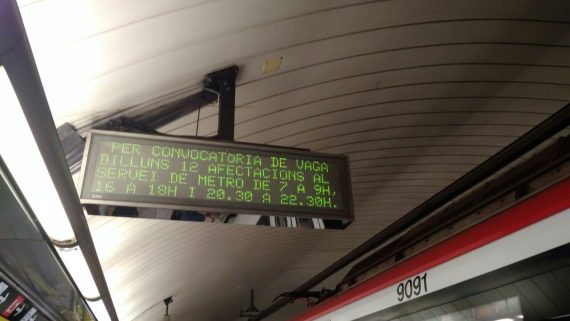 PER CONVOCATORIA DE VAGA
DILLUNS 12 AFECTACIONS AL
SERVEI DE METRO DE 7 A 9H,
16 A 18H I 20.30 A 22.30H.
9091